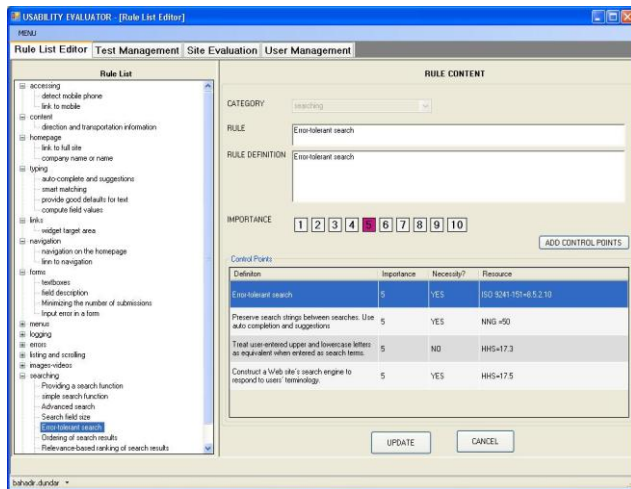 USABILITY EVALUATOR - [Rule List Editor]
MENU
Rule List Editor Test Management Site Evaluation User Management
Rule List
accessing
detect mobile phone
link to mobile
content
direction and transportation information
homepage
link to full site
company name or name
typing
auto-complete and suggestions
smart matching
provide good defaults for text
compute field values
links
widget target area
navigation
navigation on the homepage
linn to navigation
forms
textboxes
field description
Minimizing the number of submissions
Input error in a form
menus
logging
errors
listing and scrolling
images-videos
searching
Providing a search function
simple search function
Advanced search
Search field size
Error-tolerant search
Ordering of search results
Relevance-based ranking of search results
RULE CONTENT
CATEGORY searching
RULE Error-tolerant search
RULE DEFINITION Error-tolerant search
IMPORTANCE 1 2 3 4 5 6 7 8 9 10
ADD CONTROL POINTS
Control Points
Definiton Importance Necessity? Resource
Error-tolerant search 5 YES ISO 9241-151=8.5.2.10
Preserve search strings between searches. Use
auto completion and suggestions 5 YES NNG =50
Treat user-entered upper and lowercase letters
as equivalent when entered as search terms. 5 NO HHS=17.3
Construct a Web site's search engine to
respond to users' terminology. 5 YES HHS=17.5
UPDATE CANCEL
bahadir.dundar